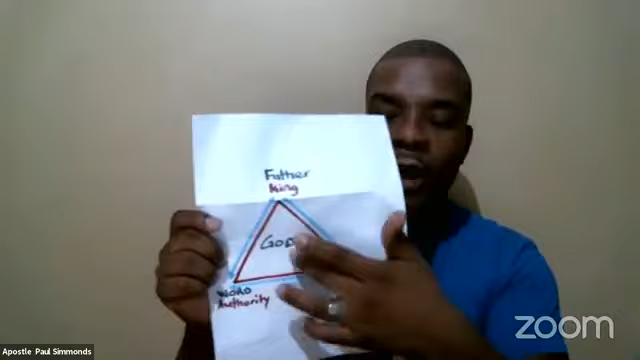 Father
King
GOD
WORD
Authority
zoom
Apostle Paul Simmonds